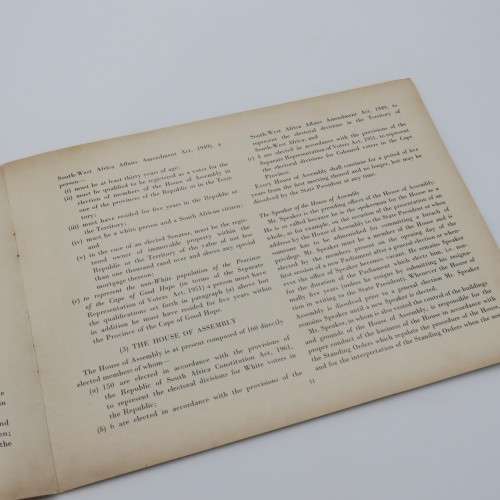 South-West Africa Affairs Amendment Act, 1949), a
person—
(i) must be at least thirty years of age;
(ii) must be qualified to be registered as a voter for the
election of members of the House of Assembly in
one of the provinces of the Republic or in the Terri-
tory;
(iii) must have resided for five years in the Republic or
the Territory;
(iv) must be a white person and a South African citizen;
and
(v) in the case of an elected Senator, must be the regis-
tered owner of immovable property within the
Republic or the Territory of the value of not less
than one thousand rand over and above any special
mortgage thereon;
(c) to represent the non-White population of the Province
of the Cape of Good Hope (in terms of the Separate
Representation of Voters Act, 1951) a person must have
the qualifications set out in paragraph (a) above but
in addition he must have resided for five years within
the Province of the Cape of Good Hope.
(3) THE HOUSE OF ASSEMBLY
The House of Assembly is at present composed of 160 directly
elected members of whom—
(a) 150 are elected in accordance with the provisions of
the Republic of South Africa Constitution Act, 1961,
to represent the electoral divisions for White voters in
the Republic;
(b) 6 are elected in accordance with the provisions of the
South-West Africa Affairs Amendment Act, 1949, to
represent the electoral divisions in the Territory of
South-West Africa, and
(c) 4 are elected in accordance with the provisions of the
Separate Representation of Voters Act, 1951, to represent
the electoral divisions for Coloured voters in the Cape
Province.
Every House of Assembly shall continue for a period of five
years from the first meeting thereof and no longer, but may be
dissolved by the State President at any time.
The Speaker of the House of Assembly
Mr. Speaker is the presiding officer of the House of Assembly.
He is so called because he is the spokesman for the House as a
whole, as for example, on the occasion of the presentation of an
address by the House of Assembly to the State President or when
someone has to be admonished for committing a breach of
privilege. Mr. Speaker must be a member of the House and is
elected by the members present on the opening day of the
first session of a new Parliament after a general election whenever
the office of Speaker has after
the duration of the Parliament which elects him, is nor-
mally five years (unless he resigns by submitting his resignation
in writing to the State President). Whenever the House of
Assembly is dissolved prior to a general election Mr. Speaker
remains Speaker until a new Speaker is elected.
Mr. Speaker, in whom is also vested the control of the buildings
and grounds of the House of Assembly, is responsible for the
proper conduct of the business of the House in accordance with
the Standing Orders which regulate the procedure of the House
and for the interpretation of the Standing Orders when the need
51
and
en;
the